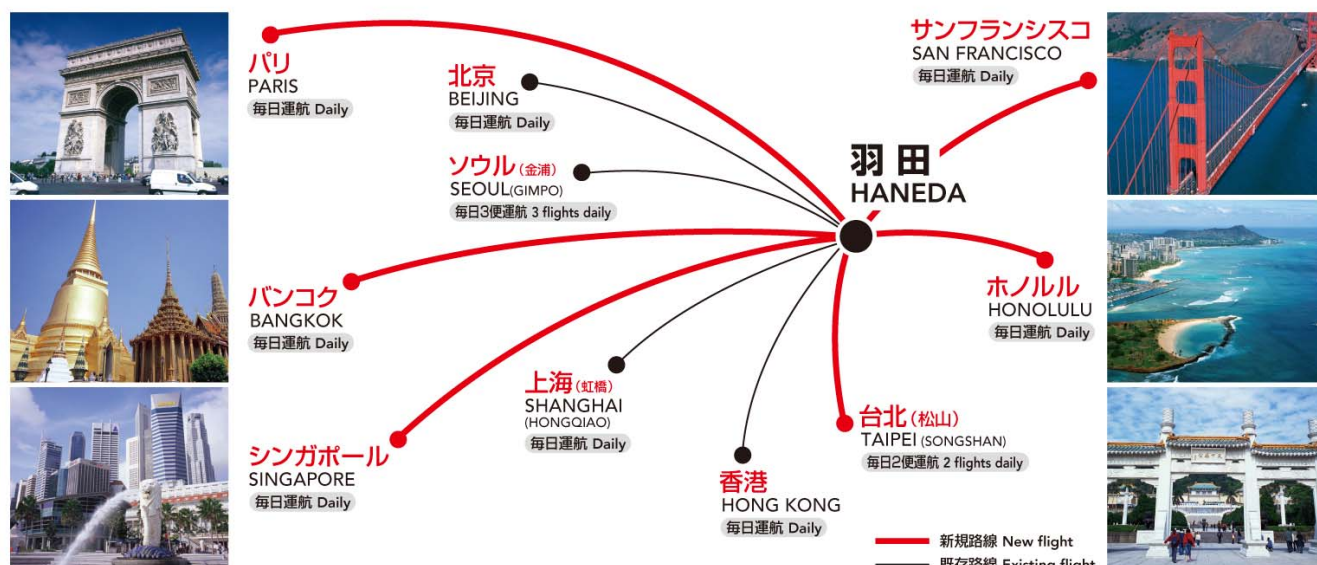 パリ
PARIS
毎日運航 Daily
北京
BEIJING
毎日運航 Daily
ソウル(金浦)
SEOUL(GIMPO)
毎日3便運航 3 flights daily
サンフランシスコ
SAN FRANCISCO
毎日運航 Daily
羽田
HANEDA
バンコク
BANGKOK
毎日運航 Daily
ホノルル
HONOLULU
毎日運航 Daily
上海(虹橋)
SHANGHAI
(HONGQIAO)
毎日運航 Daily
台北(松山)
TAIPEI (SONGSHAN)
毎日2便運航 2 flights daily
シンガポール
SINGAPORE
毎日運航 Daily
香港
HONG KONG
毎日運航 Daily
新規路線 New flight
既存路線 Existing flight